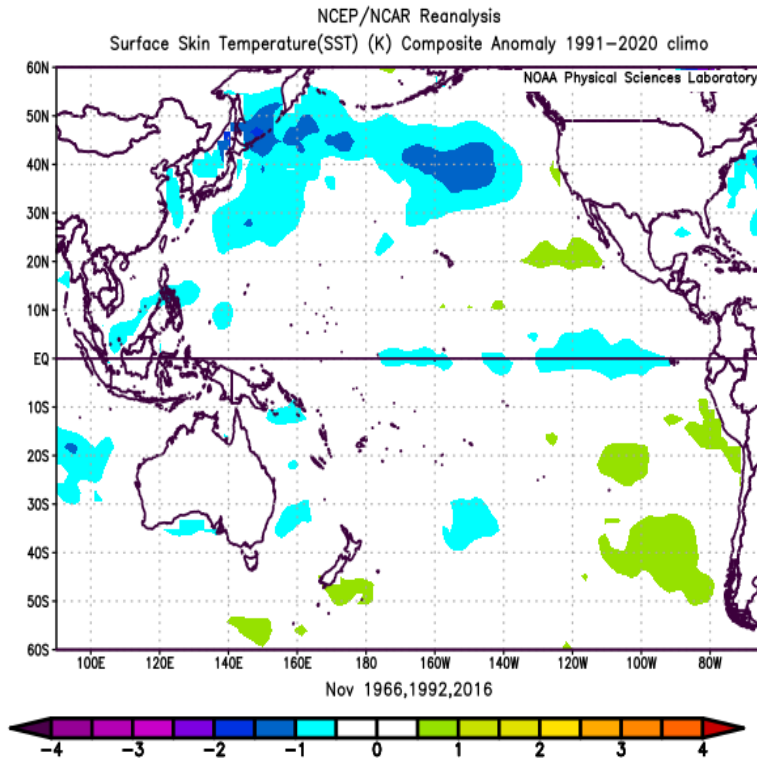 NCEP/NCAR Reanalysis
Surface Skin Temperature(SST) (K) Composite Anomaly 1991-2020 climo
NOAA Physical Sciences Laboratory
60N
50N
40N
30N
20N
10N
EQ
10S
20S
30S
40S
50S
60S
100E 120E 140E 160E 180 160W 140W 120W 100W 80W
Nov 1966,1992,2016
-4 -3 -2 -1 0 1 2 3 4